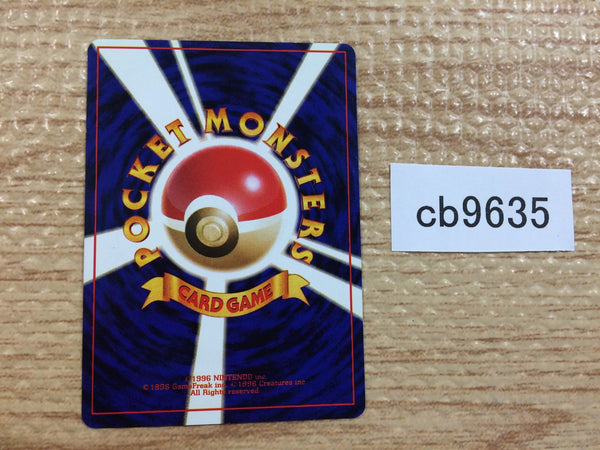 POCKET MONSTERS
CARD GAME
©1996 NINTENDO inc.
©1996 GameFreak inc. ©1996 Creatures inc.
All Rights reserved
cb9635